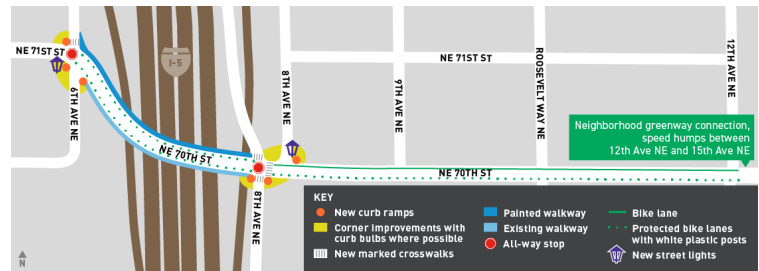 NE 71ST ST
I-5
6TH AVE NE
NE 70TH ST
8TH AVE NE
8TH AVE NE
9TH AVE NE
NE 71ST ST
ROOSEVELT WAY NE
12TH AVE NE
NE 70TH ST
Neighborhood greenway connection,
speed humps between
12th Ave NE and 15th Ave NE
KEY
New curb ramps
Corner improvements with
curb bulbs where possible
New marked crosswalks
Painted walkway
Existing walkway
All-way stop
Bike lane
Protected bike lanes
with white plastic posts
New street lights
N